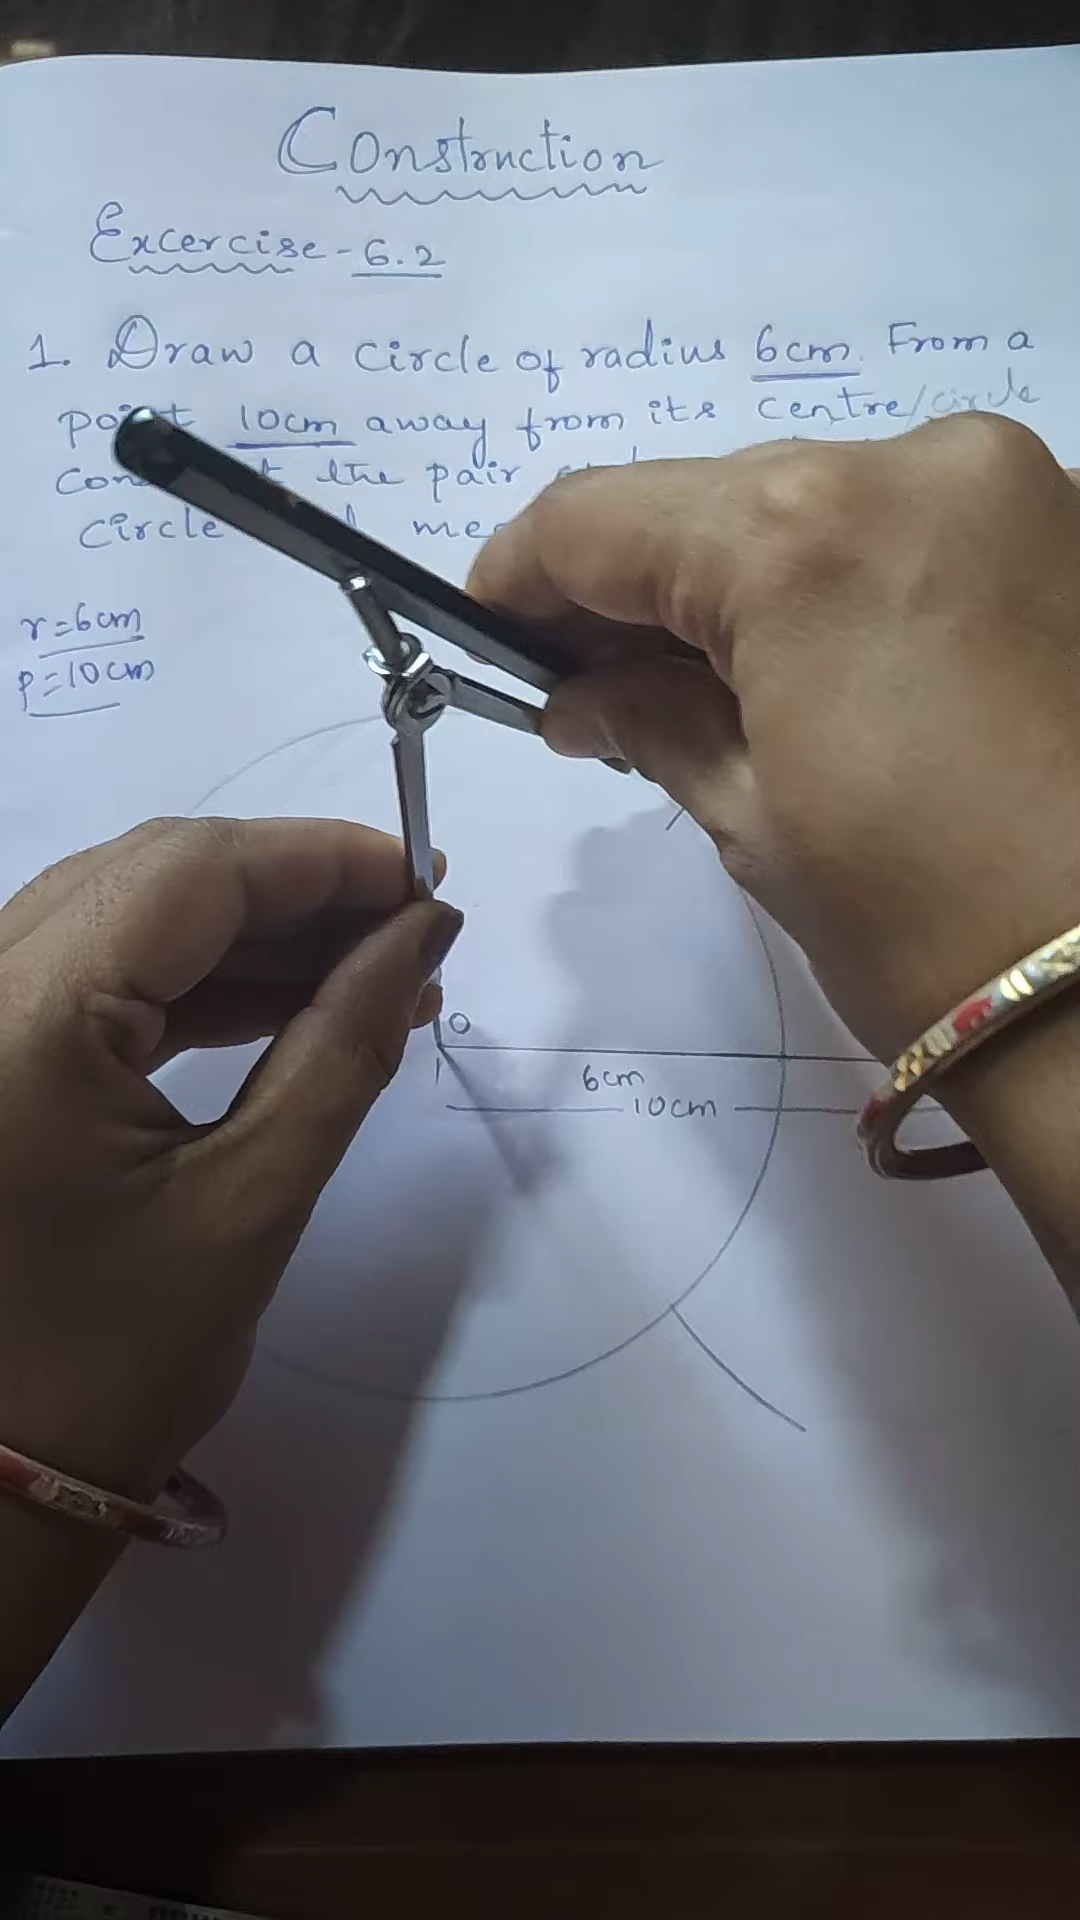 Construction
Excercise - 6.2
1. Draw a circle of radius 6cm. From a
10cm away from its centre/circle
the pair
circle
r=6cm
P=10cm
O
6cm
10cm